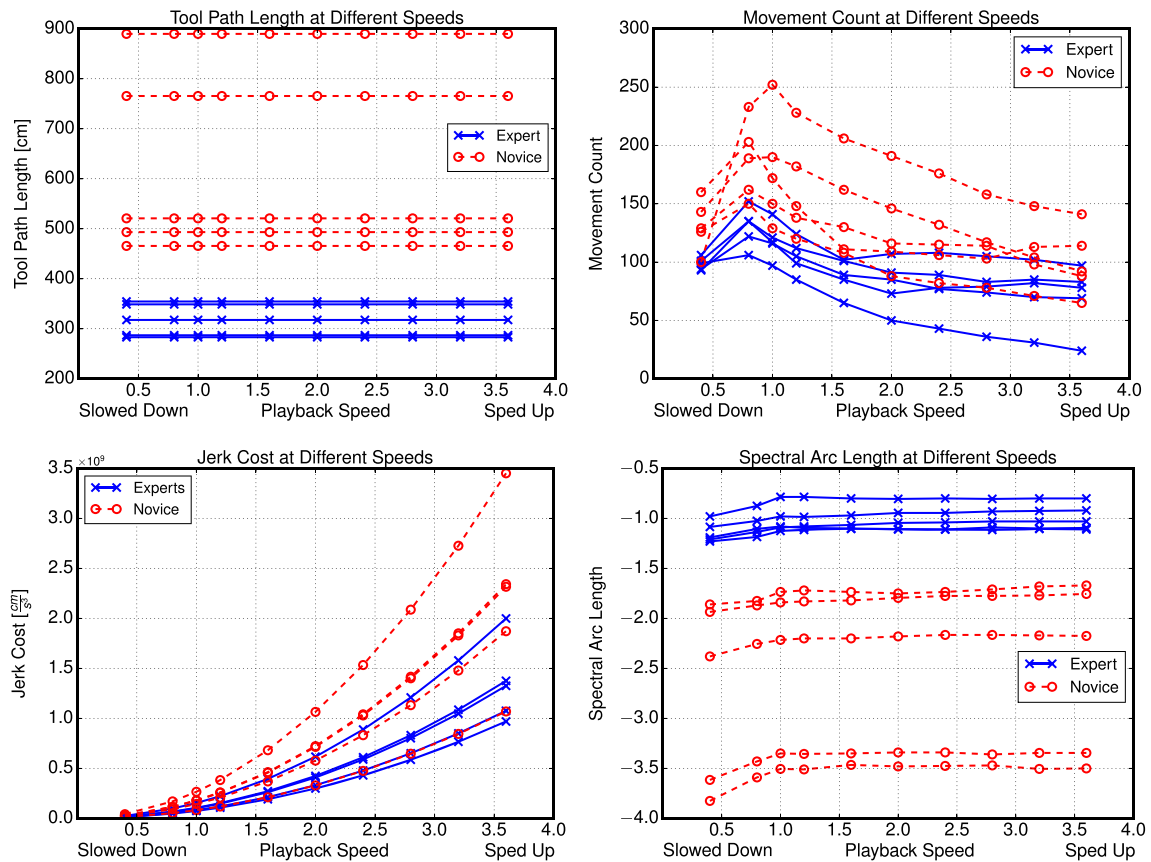 Tool Path Length at Different Speeds
900
800
700
600
500
400
300
200
Tool Path Length [cm]
Expert
Novice
0.5 1.0 1.5 2.0 2.5 3.0 3.5 4.0
Slowed Down Playback Speed Sped Up
Movement Count at Different Speeds
300
250
200
150
100
50
0
Movement Count
Expert
Novice
0.5 1.0 1.5 2.0 2.5 3.0 3.5 4.0
Slowed Down Playback Speed Sped Up
Jerk Cost at Different Speeds
×10⁹
3.5
3.0
2.5
2.0
1.5
1.0
0.5
0.0
Jerk Cost [cm/s³]
Experts
Novice
0.5 1.0 1.5 2.0 2.5 3.0 3.5 4.0
Slowed Down Playback Speed Sped Up
Spectral Arc Length at Different Speeds
−0.5
−1.0
−1.5
−2.0
−2.5
−3.0
−3.5
−4.0
Spectral Arc Length
Expert
Novice
0.5 1.0 1.5 2.0 2.5 3.0 3.5 4.0
Slowed Down Playback Speed Sped Up